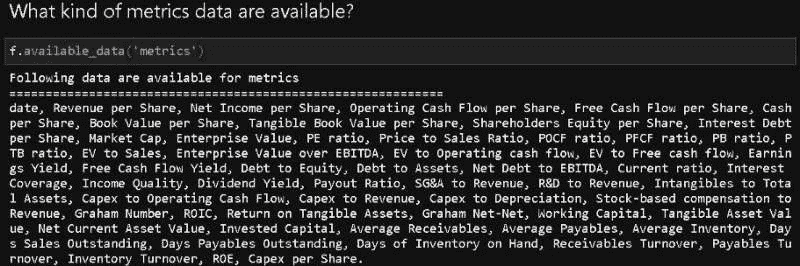 What kind of metrics data are available?
f.available_data('metrics')
Following data are available for metrics
============================================================
date, Revenue per Share, Net Income per Share, Operating Cash Flow per Share, Free Cash Flow per Share, Cash
per Share, Book Value per Share, Tangible Book Value per Share, Shareholders Equity per Share, Interest Debt
per Share, Market Cap, Enterprise Value, PE ratio, Price to Sales Ratio, POCF ratio, PFCF ratio, PB ratio, P
TB ratio, EV to Sales, Enterprise Value over EBITDA, EV to Operating cash flow, EV to Free cash flow, Earnin
gs Yield, Free Cash Flow Yield, Debt to Equity, Debt to Assets, Net Debt to EBITDA, Current ratio, Interest
Coverage, Income Quality, Dividend Yield, Payout Ratio, SG&A to Revenue, R&D to Revenue, Intangibles to Tota
l Assets, Capex to Operating Cash Flow, Capex to Revenue, Capex to Depreciation, Stock-based compensation to
Revenue, Graham Number, ROIC, Return on Tangible Assets, Graham Net-Net, Working Capital, Tangible Asset Val
ue, Net Current Asset Value, Invested Capital, Average Receivables, Average Payables, Average Inventory, Day
s Sales Outstanding, Days Payables Outstanding, Days of Inventory on Hand, Receivables Turnover, Payables Tu
rnover, Inventory Turnover, ROE, Capex per Share.